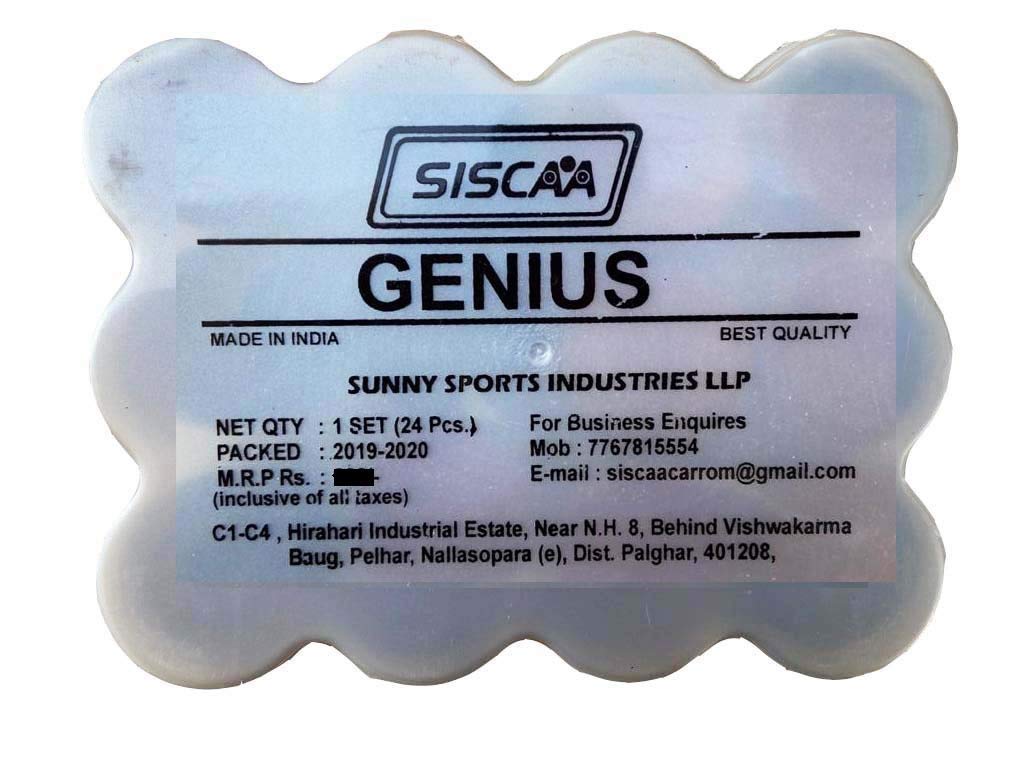 SISCAA
GENIUS
MADE IN INDIA BEST QUALITY
SUNNY SPORTS INDUSTRIES LLP
NET QTY : 1 SET (24 Pcs.) For Business Enquires
PACKED : 2019-2020 Mob : 7767815554
M.R.P Rs. : - E-mail : siscaacarrom@gmail.com
(inclusive of all taxes)
C1-C4 , Hirahari Industrial Estate, Near N.H. 8, Behind Vishwakarma
Baug, Pelhar, Nallasopara (e), Dist. Palghar, 401208,